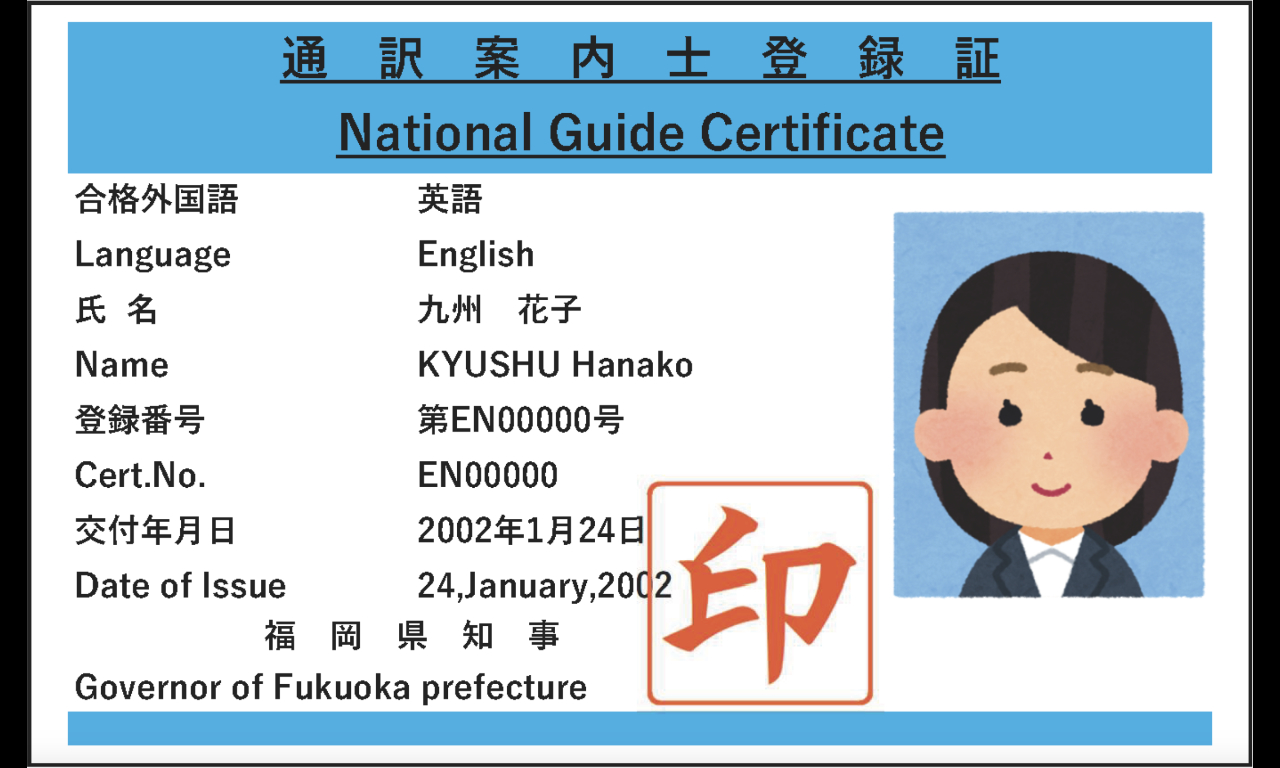 通訳案内士登録証
National Guide Certificate
合格外国語 英語
Language English
氏 名 九州 花子
Name KYUSHU Hanako
登録番号 第EN00000号
Cert.No. EN00000
交付年月日 2002年1月24日
Date of Issue 24,January,2002
福岡県知事
Governor of Fukuoka prefecture
印